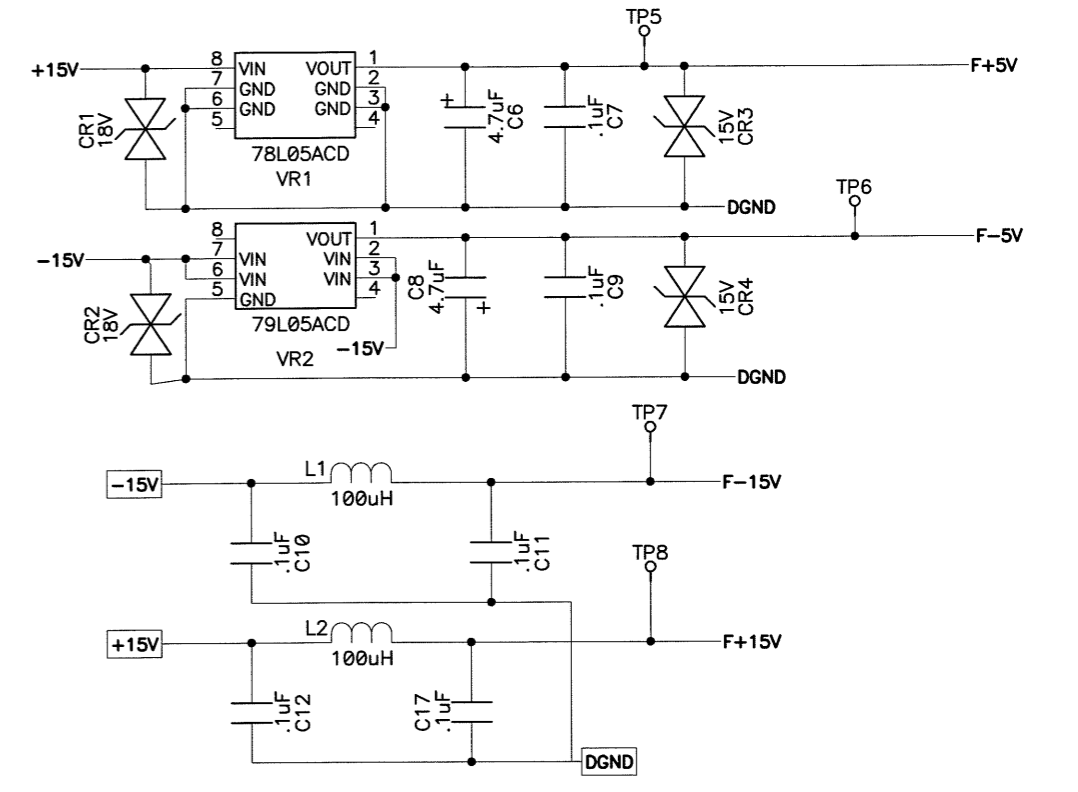 TP5
+15V
8 VIN VOUT 1
7 GND GND 2
6 GND GND 3
5 4
F+5V
CR1
18V
+
4.7uF
C6
.1uF
C7
15V
CR3
78L05ACD
VR1
DGND
TP6
8 VOUT 1
7 VIN VIN 2
6 VIN VIN 3
5 GND 4
-15V
F-5V
CR2
18V
C8
4.7uF
+
.1uF
C9
15V
CR4
79L05ACD
VR2
-15V
DGND
TP7
-15V
L1
100uH
F-15V
.1uF
C10
.1uF
C11
TP8
+15V
L2
100uH
F+15V
.1uF
C12
C17
.1uF
DGND